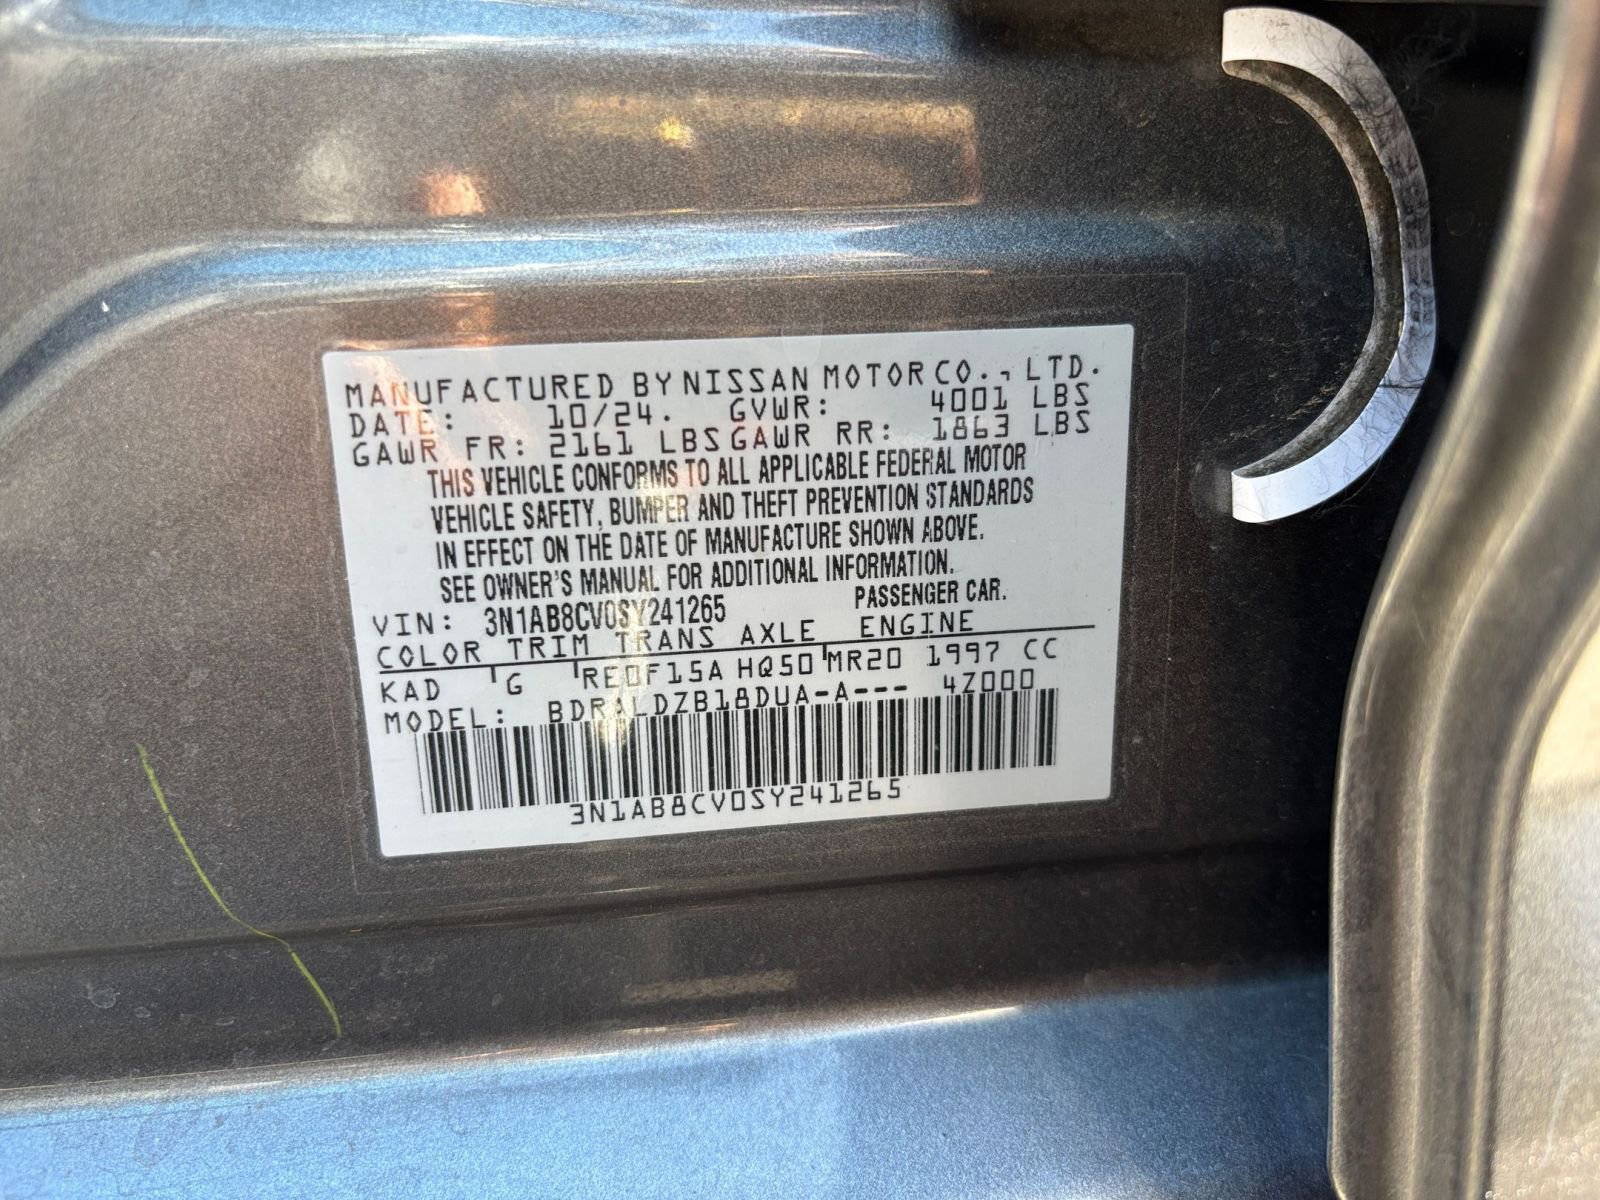 MANUFACTURED BY NISSAN MOTOR CO., LTD.
DATE: 10/24. GVWR: 4001 LBS
GAWR FR: 2161 LBS GAWR RR: 1863 LBS
THIS VEHICLE CONFORMS TO ALL APPLICABLE FEDERAL MOTOR
VEHICLE SAFETY, BUMPER AND THEFT PREVENTION STANDARDS
IN EFFECT ON THE DATE OF MANUFACTURE SHOWN ABOVE.
SEE OWNER'S MANUAL FOR ADDITIONAL INFORMATION.
VIN: 3N1AB8CV0SY241265 PASSENGER CAR.
COLOR TRIM TRANS AXLE ENGINE
KAD G RE0F15A HQ50 MR20 1997 CC
MODEL: BDRALDZB18DUA-A--- 4Z000
3N1AB8CV0SY241265